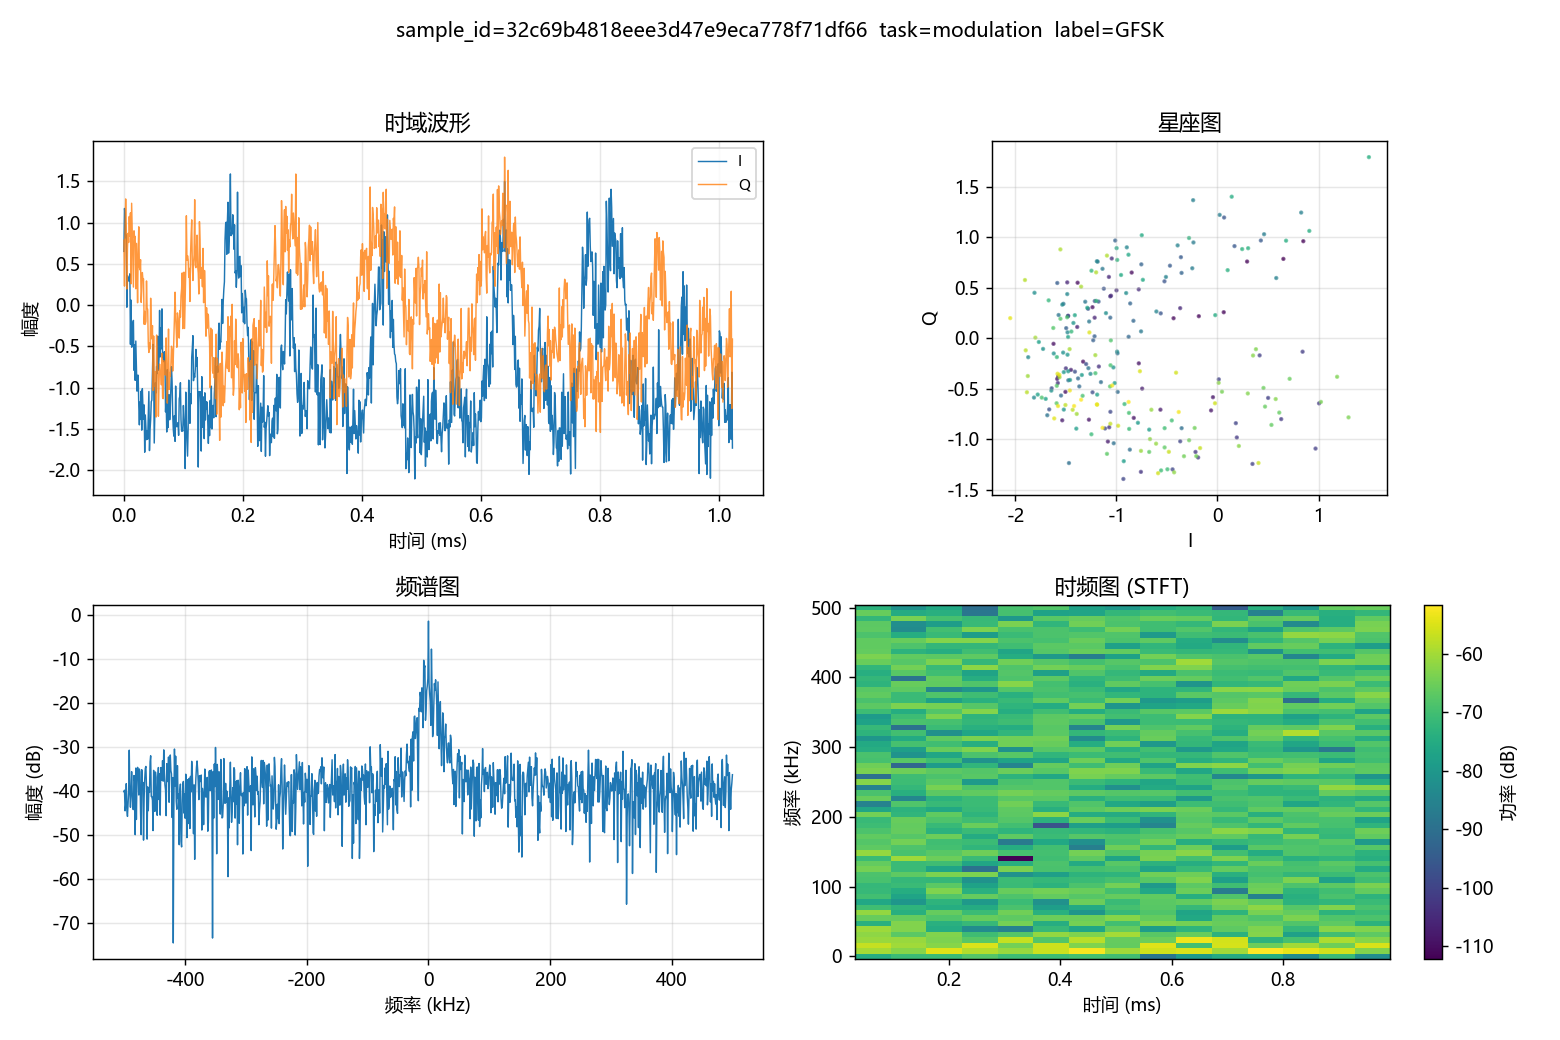 sample_id=32c69b4818eee3d47e9eca778f71df66 task=modulation label=GFSK
时域波形
1.5
1.0
0.5
0.0
-0.5
-1.0
-1.5
-2.0
幅度
I
Q
0.0 0.2 0.4 0.6 0.8 1.0
时间 (ms)
星座图
1.5
1.0
0.5
0.0
-0.5
-1.0
-1.5
Q
-2 -1 0 1
I
频谱图
0
-10
-20
-30
-40
-50
-60
-70
幅度 (dB)
-400 -200 0 200 400
频率 (kHz)
时频图 (STFT)
500
400
300
200
100
0
频率 (kHz)
0.2 0.4 0.6 0.8
时间 (ms)
-60
-70
-80
-90
-100
-110
功率 (dB)